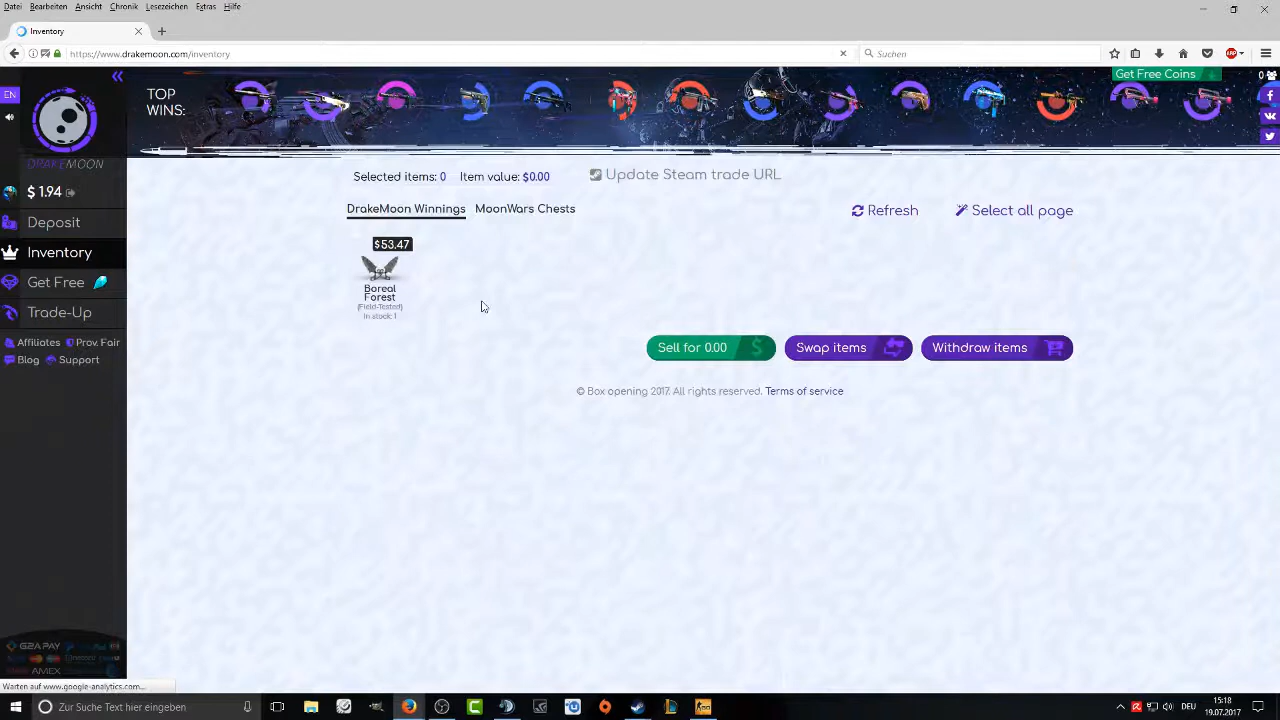 Datei Bearbeiten Ansicht Chronik Lesezeichen Extras Hilfe
Inventory
https://www.drakemoon.com/inventory
Suchen
ABP
Get Free Coins
0
EN
TOP
WINS:
DRAKEMOON
$ 1.94
Deposit
Inventory
Get Free
Trade-Up
Affiliates Prov. Fair
Blog Support
Selected items: 0 Item value: $0.00 Update Steam trade URL
DrakeMoon Winnings MoonWars Chests
Refresh Select all page
$53.47
Boreal
Forest
(Field-Tested)
In stock: 1
Sell for 0.00 Swap items Withdraw items
© Box opening 2017. All rights reserved. Terms of service
G2A PAY
AMEX
Warten auf www.google-analytics.com...
Zur Suche Text hier eingeben
DEU
15:18
19.07.2017